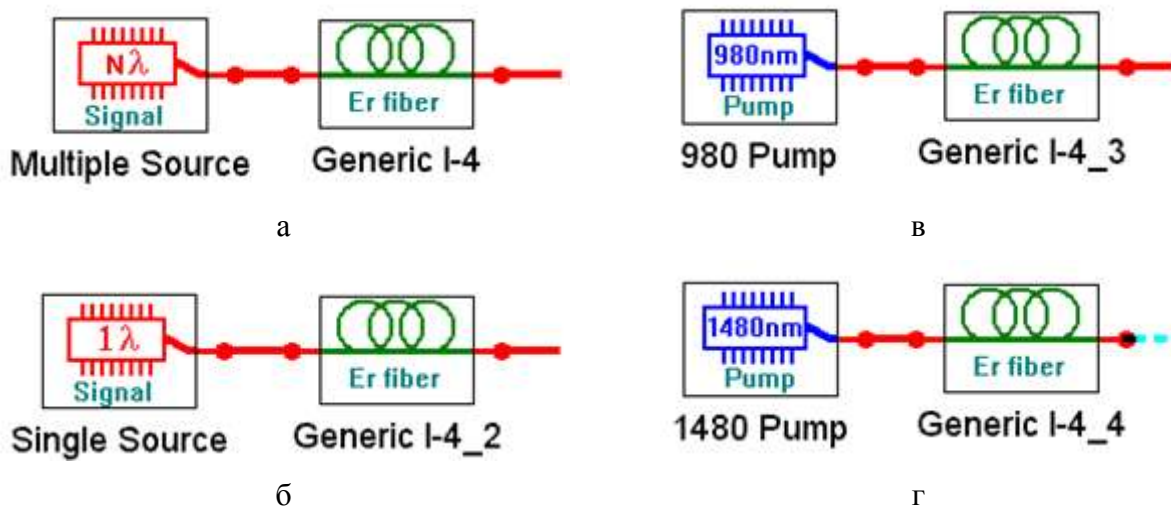 Nλ
Signal
Er fiber
Multiple Source
Generic I-4
а
980nm
Pump
Er fiber
980 Pump
Generic I-4_3
в
1λ
Signal
Er fiber
Single Source
Generic I-4_2
б
1480nm
Pump
Er fiber
1480 Pump
Generic I-4_4
г